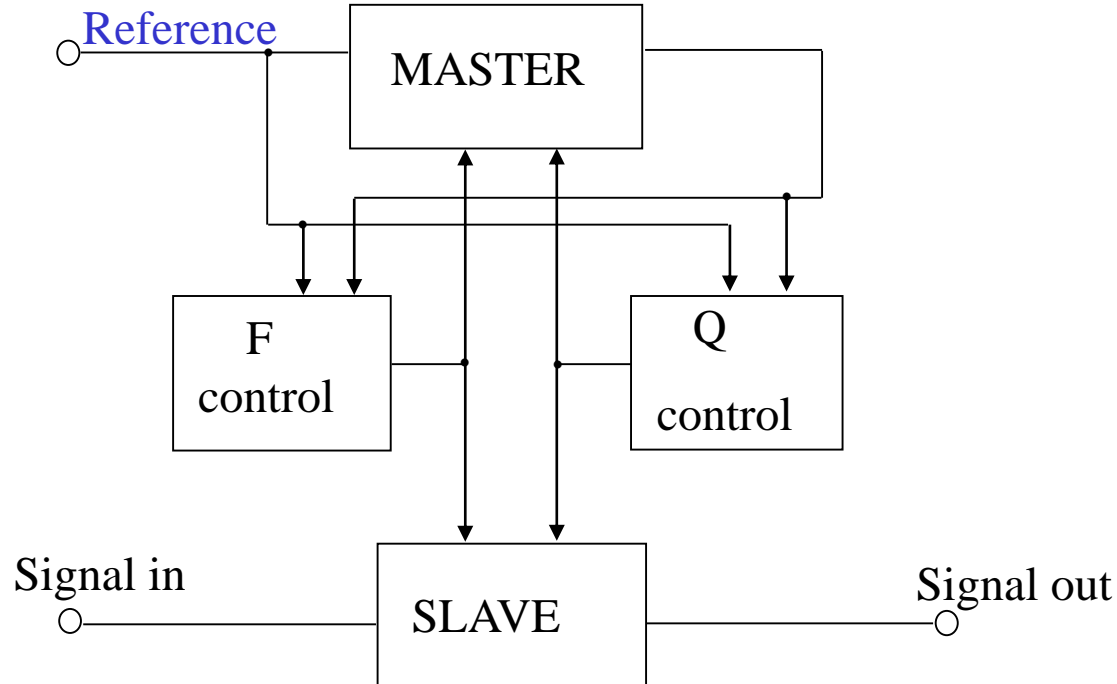 Reference
MASTER
F
control
Q
control
Signal in
SLAVE
Signal out